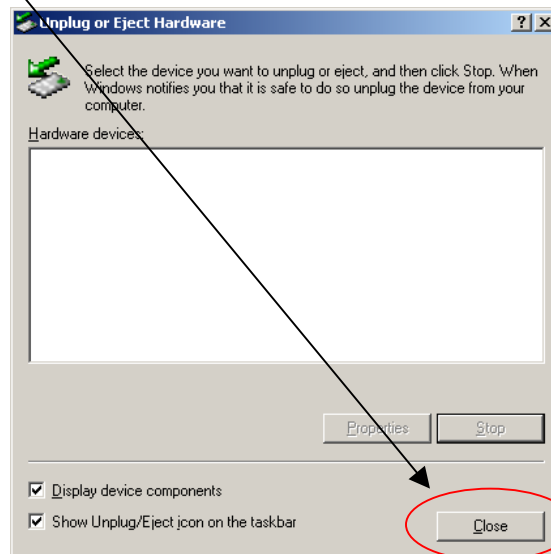 Unplug or Eject Hardware
Select the device you want to unplug or eject, and then click Stop. When
Windows notifies you that it is safe to do so unplug the device from your
computer.
Hardware devices:
Properties
Stop
Display device components
Show Unplug/Eject icon on the taskbar
Close